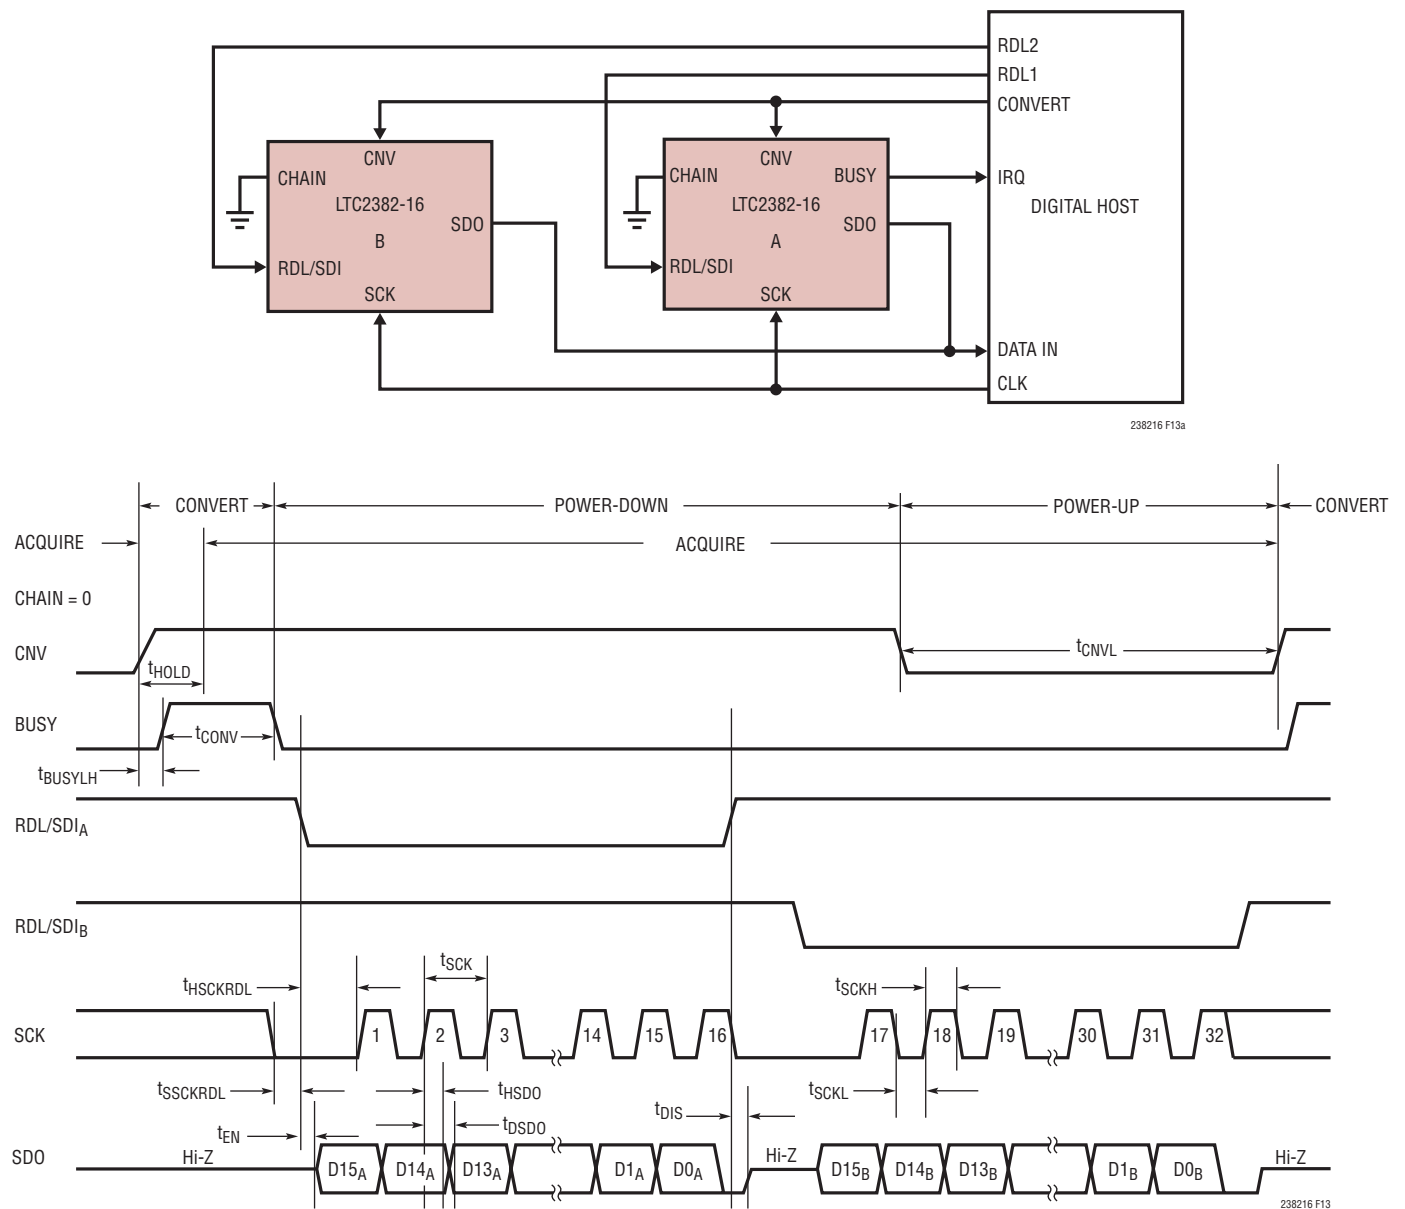 RDL2
RDL1
CONVERT
CNV
CNV
CHAIN
CHAIN
BUSY
IRQ
LTC2382-16
LTC2382-16
DIGITAL HOST
SDO
SDO
B
A
RDL/SDI
RDL/SDI
SCK
SCK
DATA IN
CLK
238216 F13a
CONVERT
POWER-DOWN
POWER-UP
CONVERT
ACQUIRE
ACQUIRE
CHAIN = 0
CNV
tHOLD
tCNVL
BUSY
tCONV
tBUSYLH
RDL/SDIA
RDL/SDIB
tSCK
tHSCKRDL
tSCKH
SCK
1 2 3 14 15 16 17 18 19 30 31 32
tSSCKRDL
tHSDO
tSCKL
tDIS
tDSDO
tEN
SDO
Hi-Z
D15A D14A D13A D1A D0A
Hi-Z
D15B D14B D13B D1B D0B
Hi-Z
238216 F13